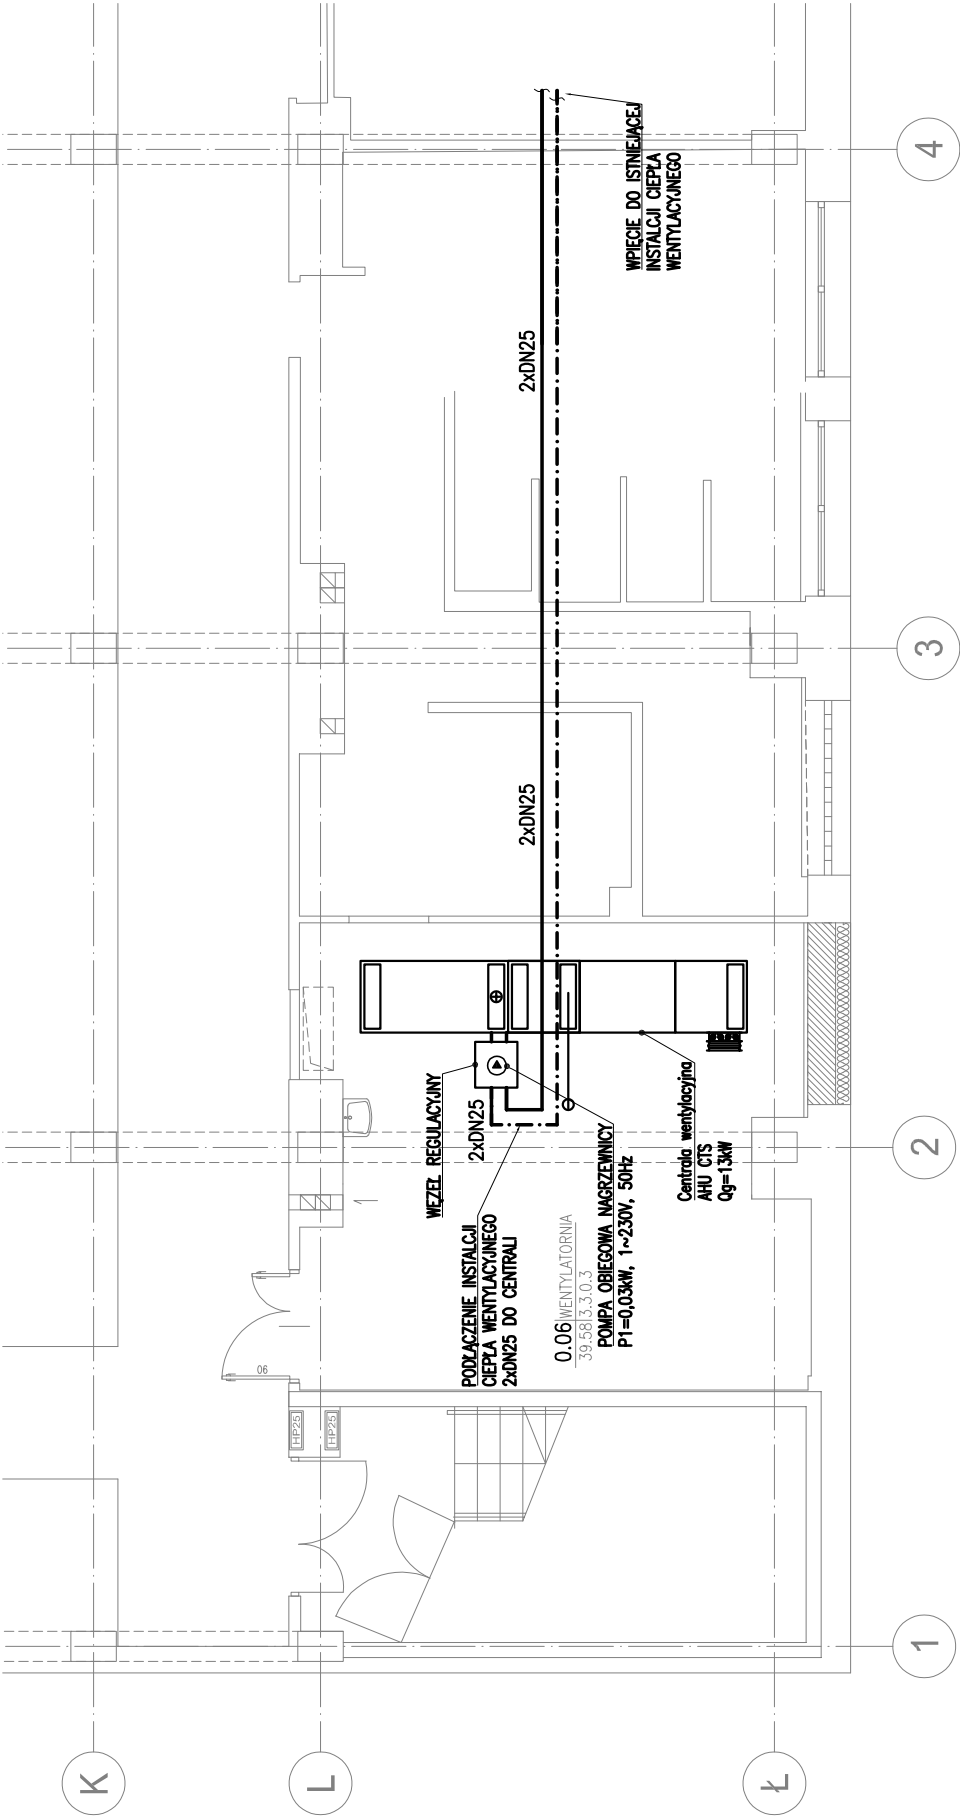 WPIĘCIE DO ISTNIEJĄCEJ
INSTALCJI CIEPŁA
WENTYLACYJNEGO
2xDN25
2xDN25
WĘZEŁ REGULACYJNY
2xDN25
PODŁĄCZENIE INSTALCJI
CIEPŁA WENTYLACYJNEGO
2xDN25 DO CENTRALI
0.06 WENTYLATORNIA
39.58 3.3.0.3
POMPA OBIEGOWA NAGRZEWNICY
P1=0,03kW, 1~230V, 50Hz
Centrala wentylacyjna
AHU CTS
Qg=13kW
06
HP25
HP25
K
L
Ł
1
2
3
4